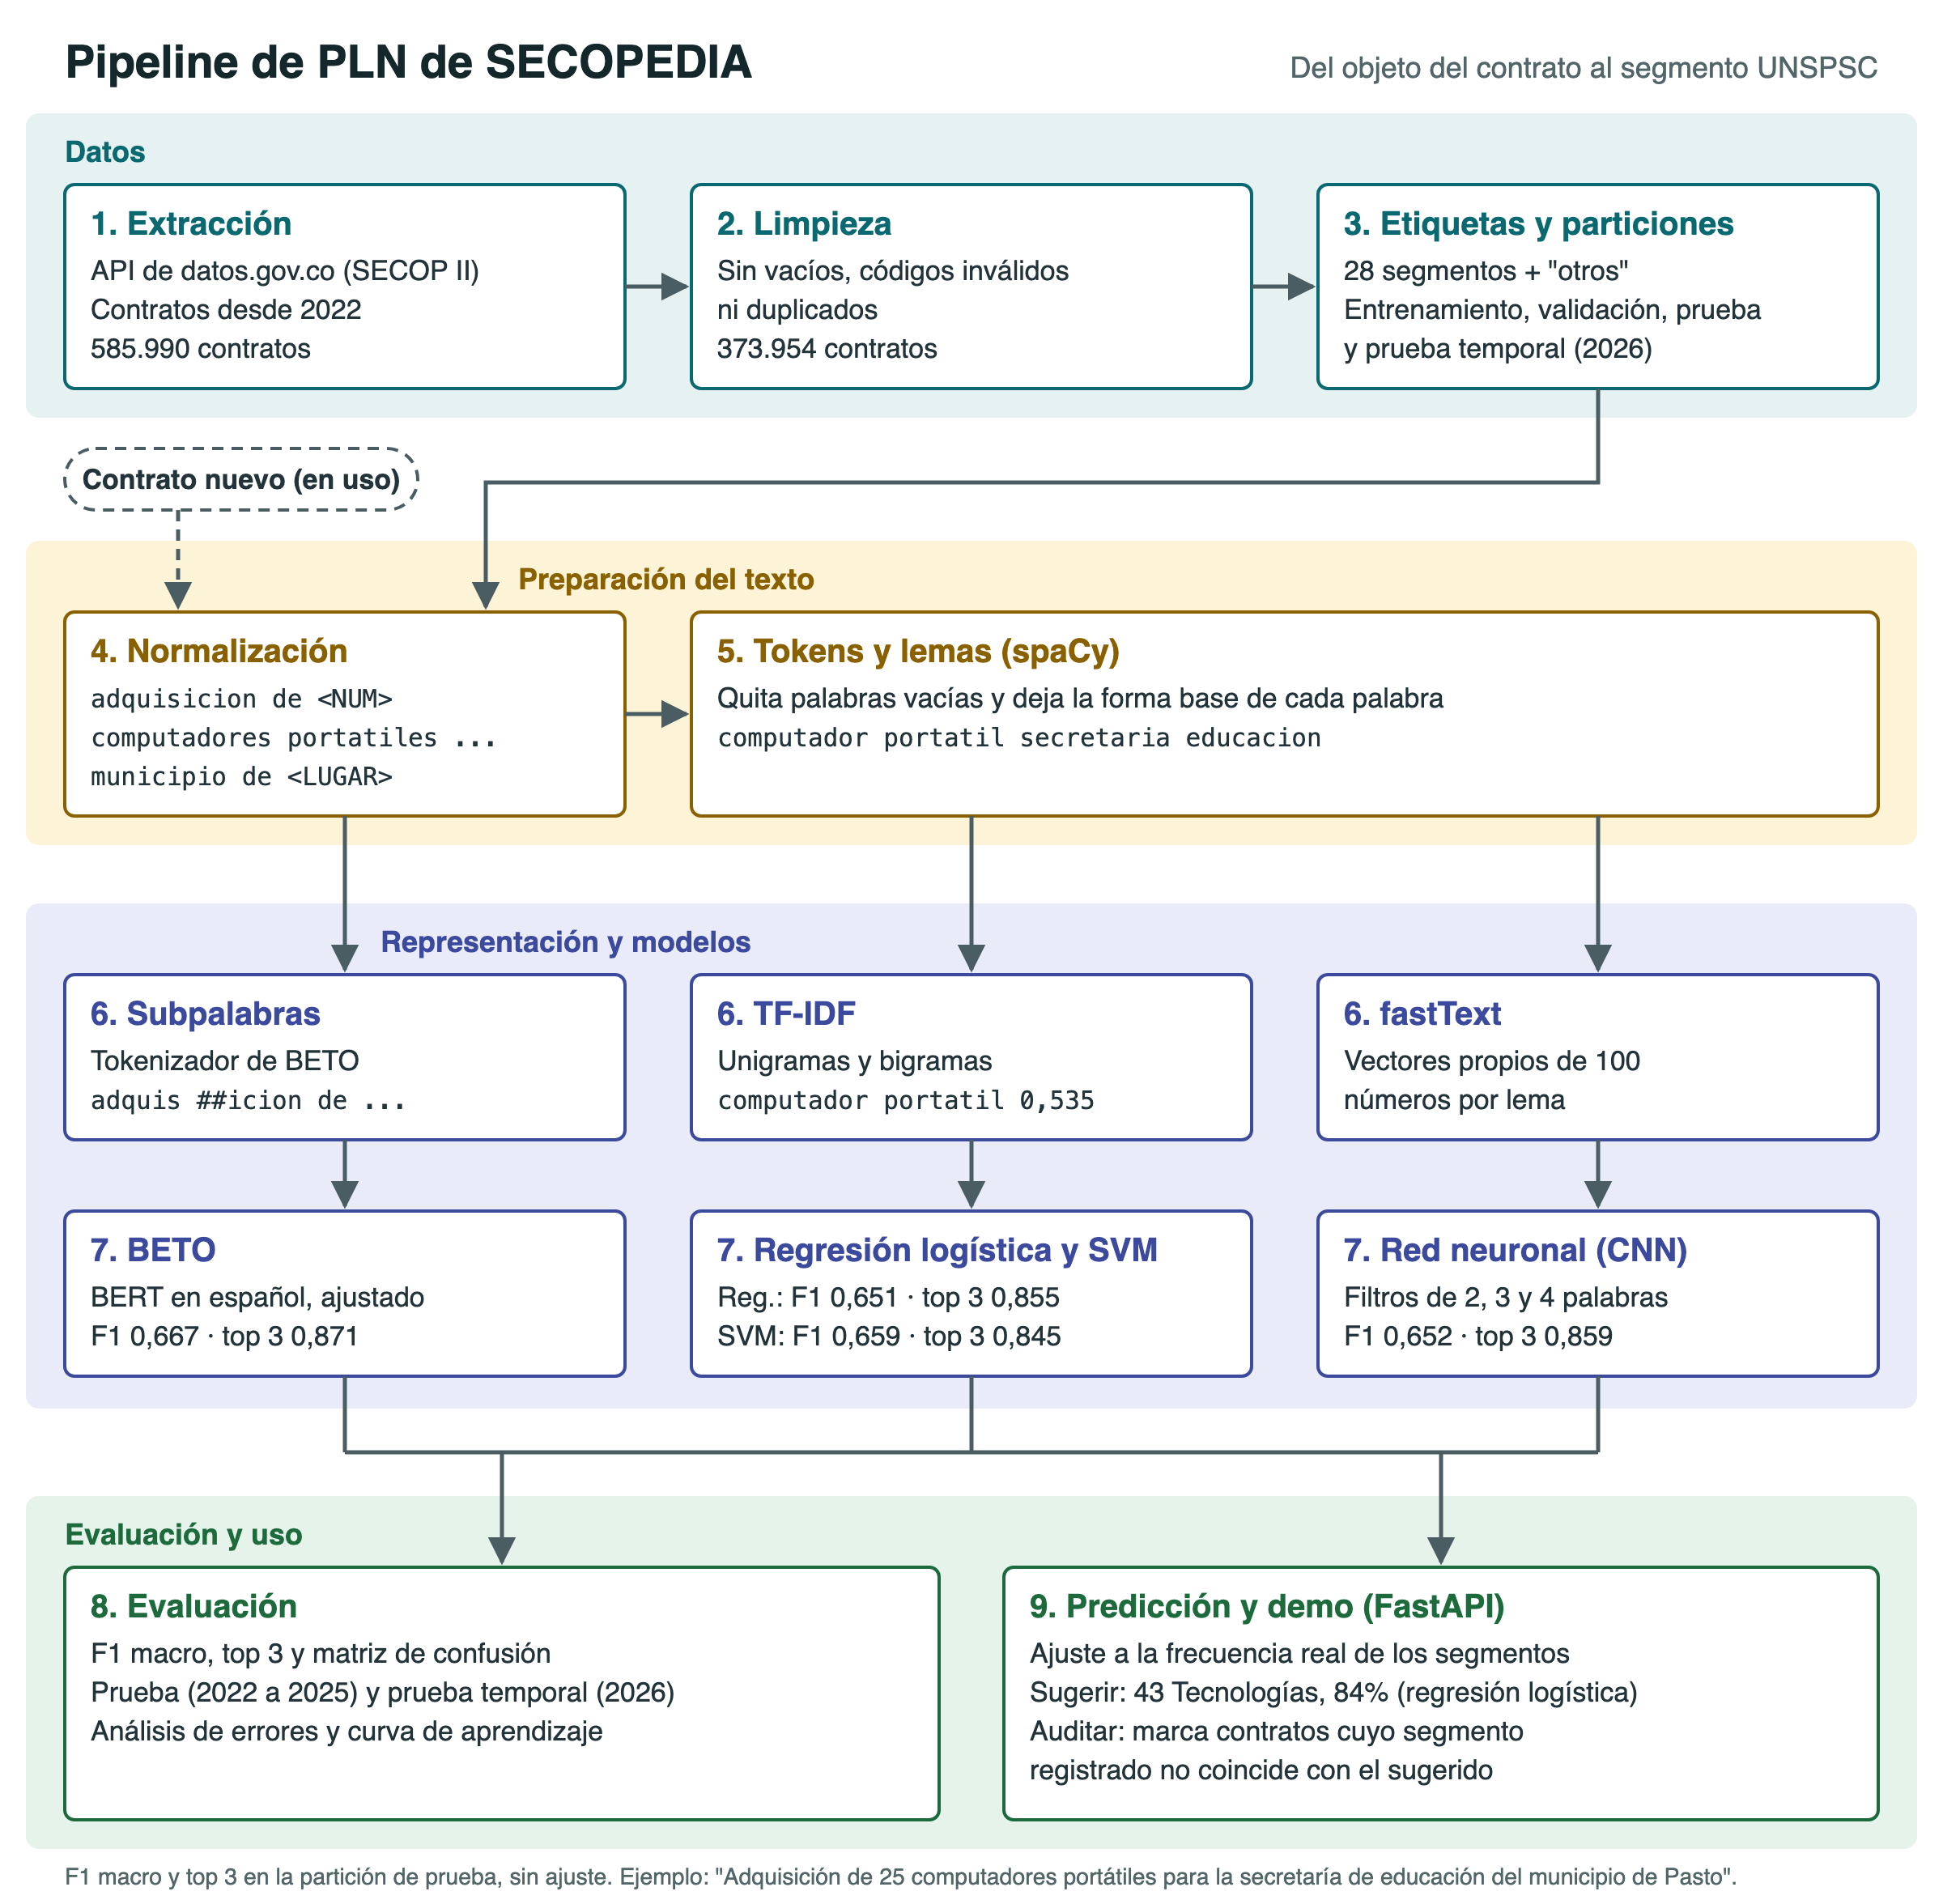 Pipeline de PLN de SECOPEDIA
Del objeto del contrato al segmento UNSPSC
Datos
1. Extracción
API de datos.gov.co (SECOP II)
Contratos desde 2022
585.990 contratos
2. Limpieza
Sin vacíos, códigos inválidos
ni duplicados
373.954 contratos
3. Etiquetas y particiones
28 segmentos + "otros"
Entrenamiento, validación, prueba
y prueba temporal (2026)
Contrato nuevo (en uso)
Preparación del texto
4. Normalización
adquisicion de <NUM>
computadores portatiles ...
municipio de <LUGAR>
5. Tokens y lemas (spaCy)
Quita palabras vacías y deja la forma base de cada palabra
computador portatil secretaria educacion
Representación y modelos
6. Subpalabras
Tokenizador de BETO
adquis ##icion de ...
6. TF-IDF
Unigramas y bigramas
computador portatil 0,535
6. fastText
Vectores propios de 100
números por lema
7. BETO
BERT en español, ajustado
F1 0,667 · top 3 0,871
7. Regresión logística y SVM
Reg.: F1 0,651 · top 3 0,855
SVM: F1 0,659 · top 3 0,845
7. Red neuronal (CNN)
Filtros de 2, 3 y 4 palabras
F1 0,652 · top 3 0,859
Evaluación y uso
8. Evaluación
F1 macro, top 3 y matriz de confusión
Prueba (2022 a 2025) y prueba temporal (2026)
Análisis de errores y curva de aprendizaje
9. Predicción y demo (FastAPI)
Ajuste a la frecuencia real de los segmentos
Sugerir: 43 Tecnologías, 84% (regresión logística)
Auditar: marca contratos cuyo segmento
registrado no coincide con el sugerido
F1 macro y top 3 en la partición de prueba, sin ajuste. Ejemplo: "Adquisición de 25 computadores portátiles para la secretaría de educación del municipio de Pasto".